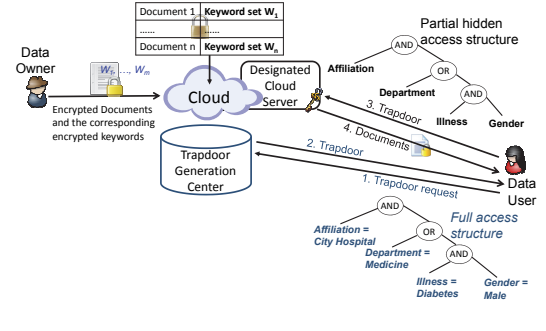 Document 1 Keyword set W1
...... ......
Document n Keyword set Wn
Data
Owner
W1, ..., Wm
Encrypted Documents
and the corresponding
encrypted keywords
Cloud
Designated
Cloud
Server
Partial hidden
access structure
AND
Affiliation
OR
Department
AND
Illness
Gender
3. Trapdoor
4. Documents
Trapdoor
Generation
Center
2. Trapdoor
1. Trapdoor request
Data
User
AND
Full access
structure
Affiliation =
City Hospital
OR
Department =
Medicine
AND
Illness =
Diabetes
Gender =
Male